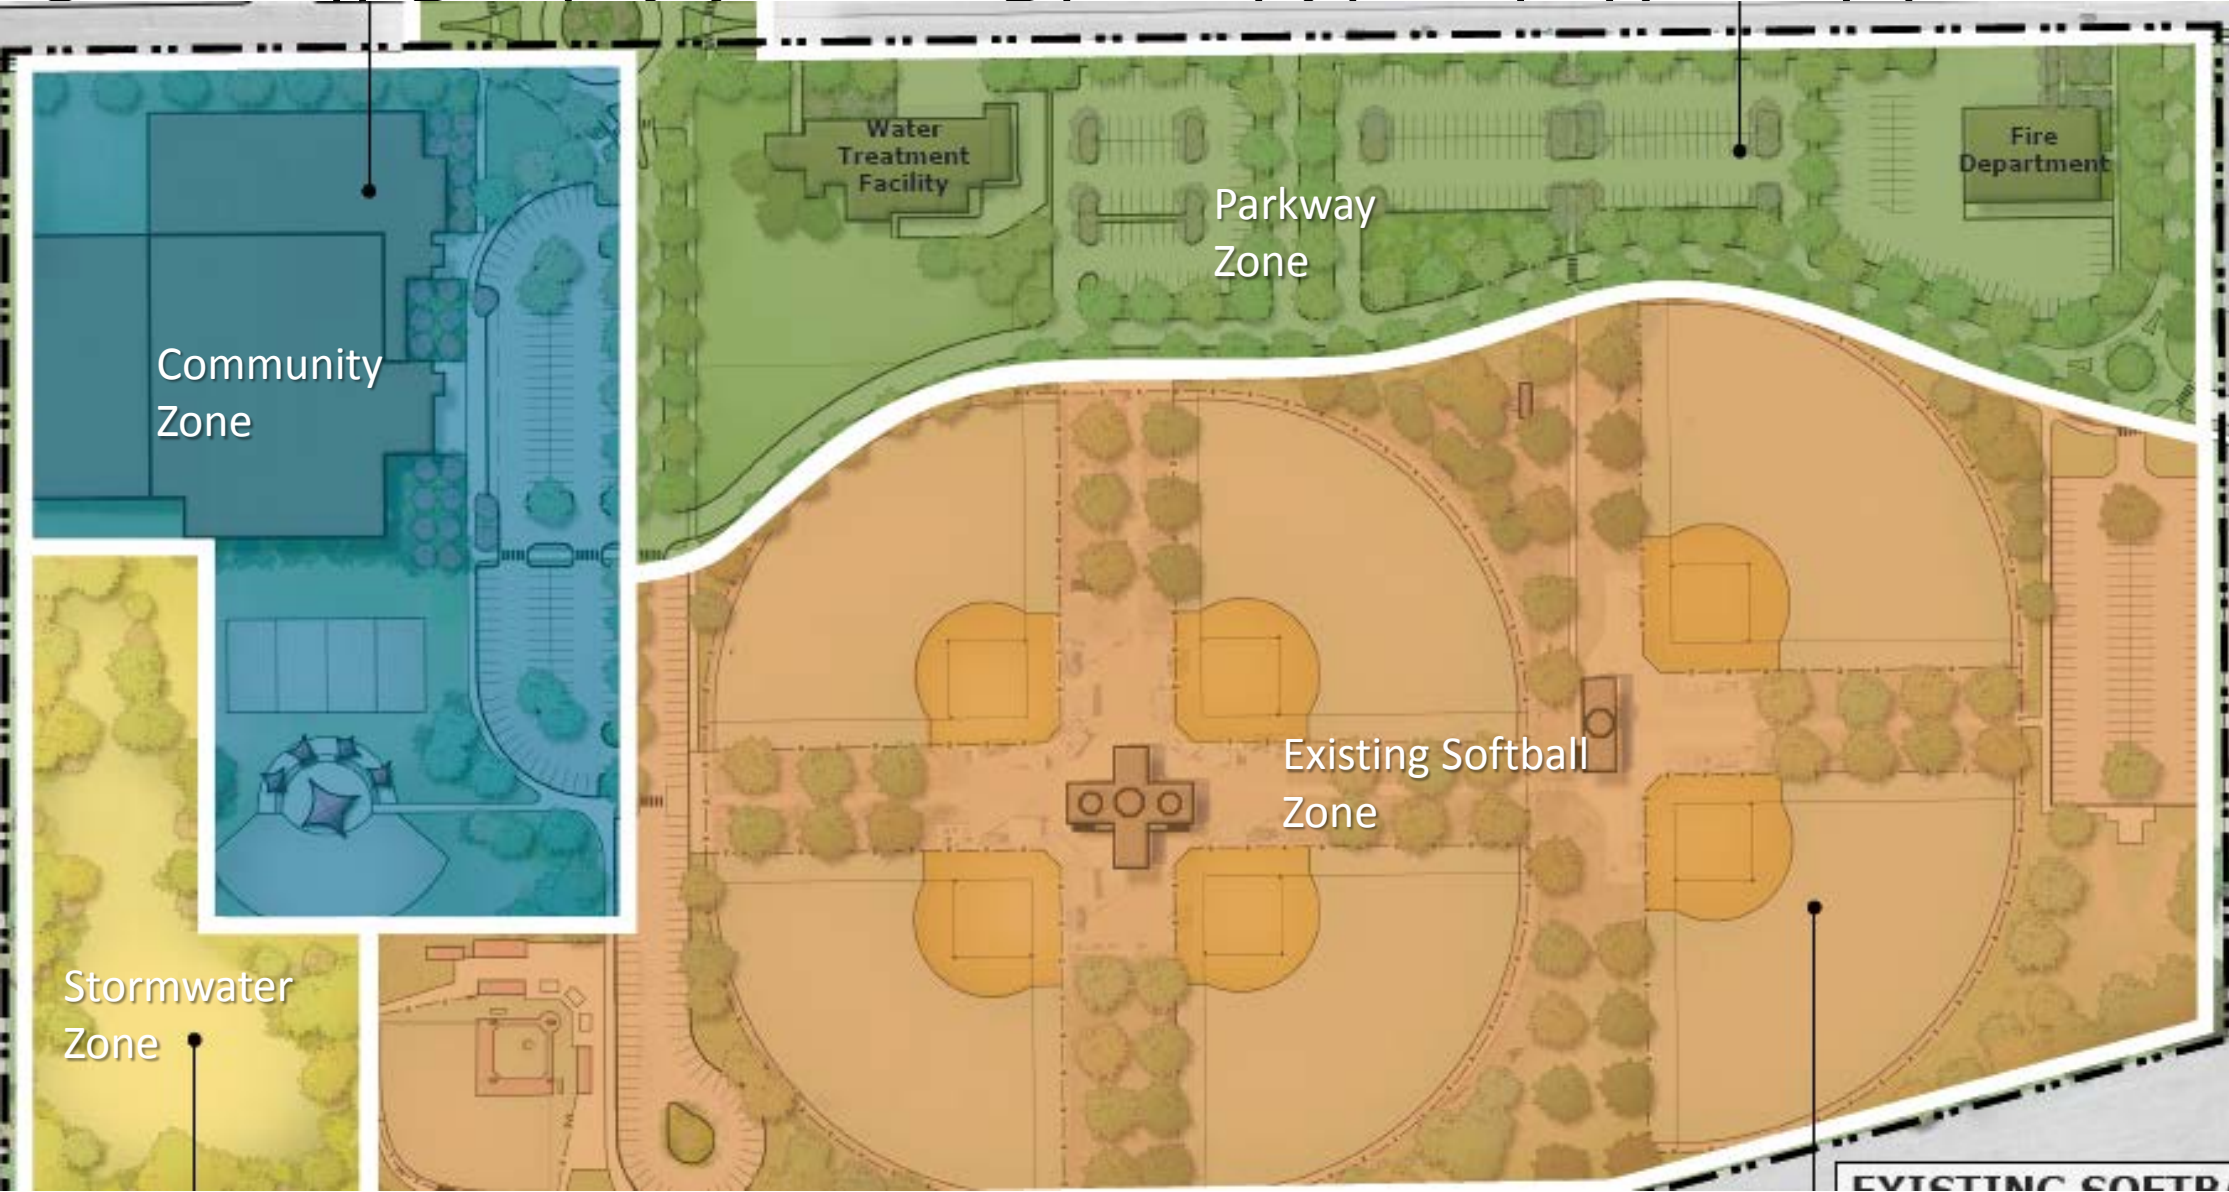 Water
Treatment
Facility
Fire
Department
Parkway
Zone
Community
Zone
Existing Softball
Zone
Stormwater
Zone